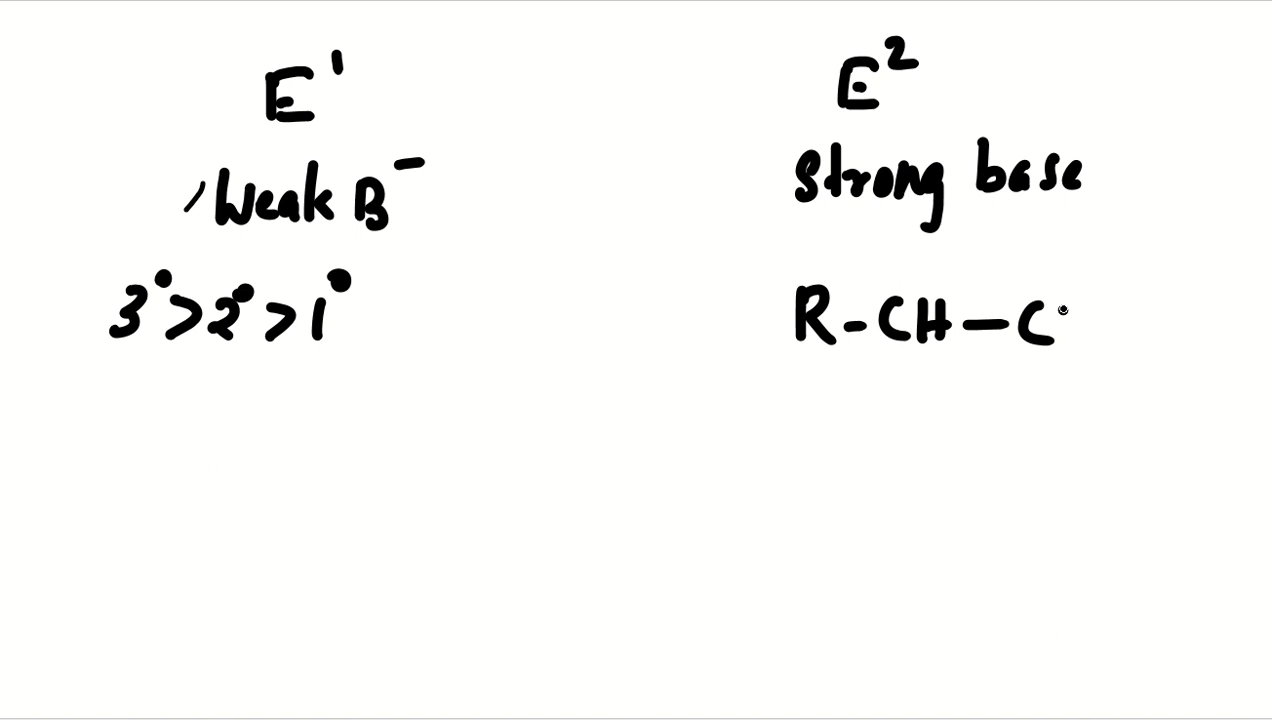 E¹
Weak B⁻
3°>2°>1°
E²
Strong base
R-CH-C